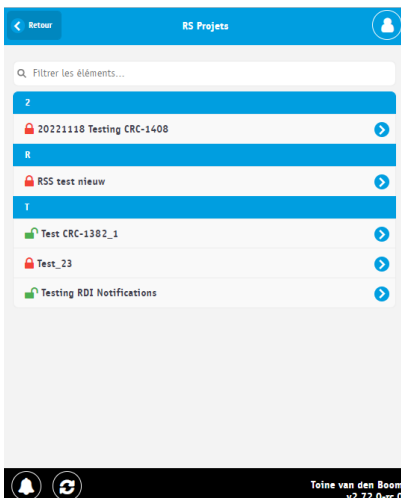 Retour
RS Projets
Filtrer les éléments...
2
20221118 Testing CRC-1408
R
RSS test nieuw
T
Test CRC-1382_1
Test_23
Testing RDI Notifications
Toine van den Boom